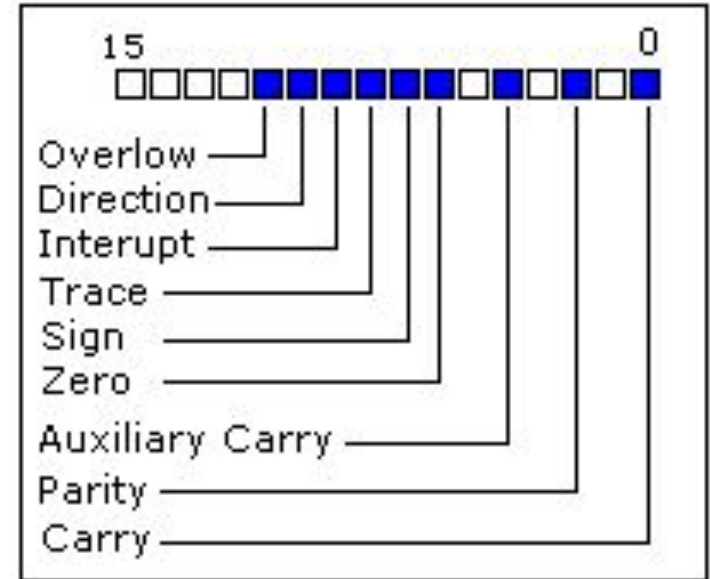 15 0
Overlow
Direction
Interupt
Trace
Sign
Zero
Auxiliary Carry
Parity
Carry